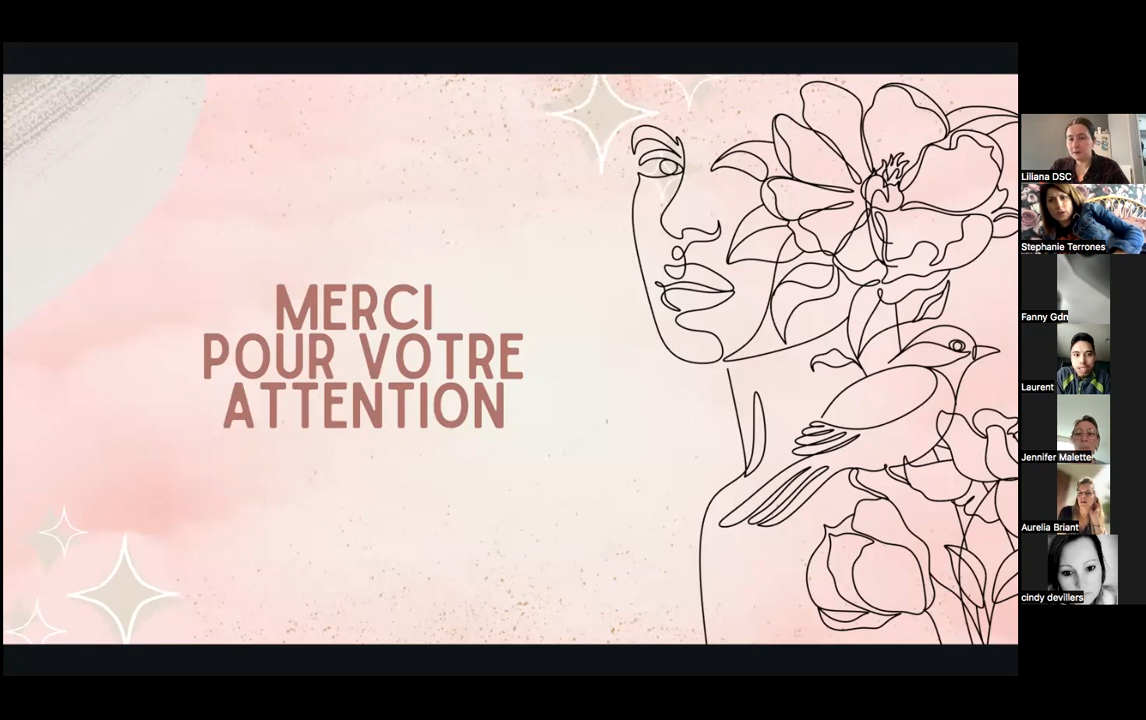 MERCI
POUR VOTRE
ATTENTION
Liliana DSC
Stephanie Terrones
Fanny Gdn
Laurent
Jennifer Malette
Aurelia Briant
cindy devillers